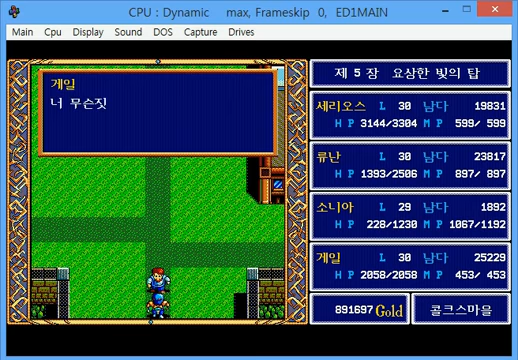 CPU : Dynamic max, Frameskip 0, ED1MAIN
Main Cpu Display Sound DOS Capture Drives
게일
너 무슨짓
제 5 장 요상한 빛의 탑
세리오스 L 30 남다 19831
H P 3144/3304 M P 599/ 599
류난 L 30 남다 23817
H P 1393/2506 M P 897/ 897
소니아 L 29 남다 1892
H P 228/1230 M P 1067/1192
게일 L 30 남다 25229
H P 2058/2058 M P 453/ 453
891697 Gold
콜크스마을